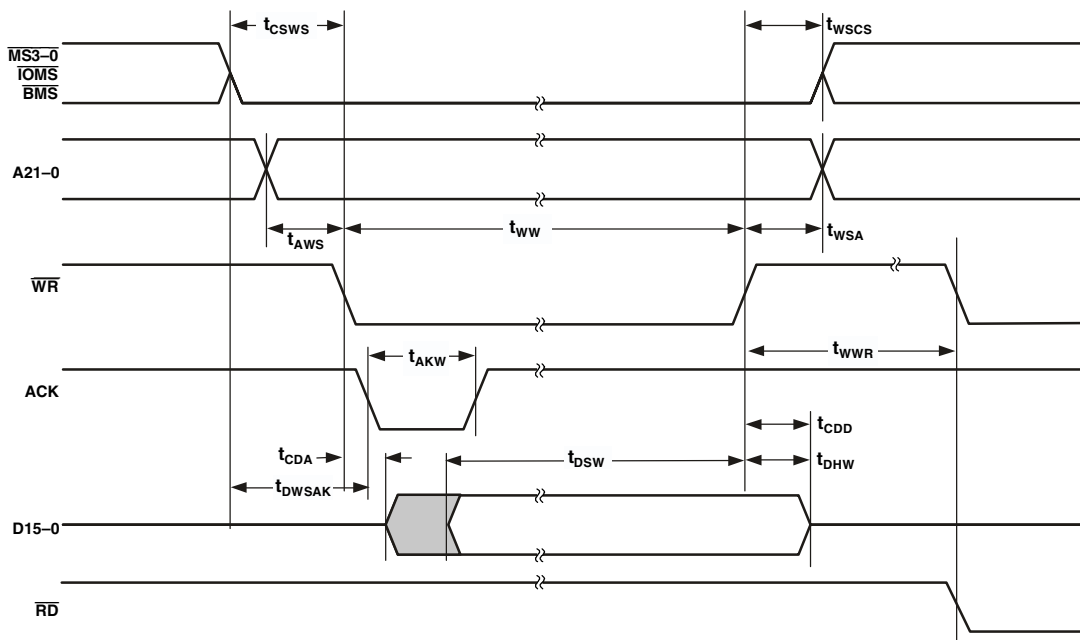 tCSWS
tWSCS
MS3–0
IOMS
BMS
A21–0
tAWS
tWW
tWSA
WR
tAKW
tWWR
ACK
tCDD
tCDA
tDSW
tDHW
tDWSAK
D15–0
RD